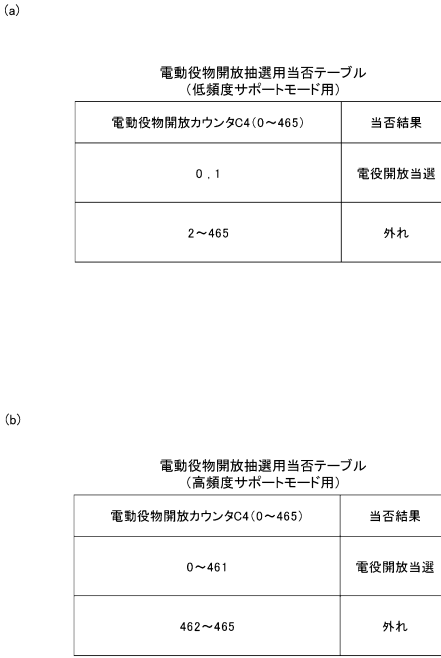 (a)
電動役物開放抽選用当否テーブル
(低頻度サポートモード用)
電動役物開放カウンタC4(0～465) 当否結果
0 , 1 電役開放当選
2～465 外れ
(b)
電動役物開放抽選用当否テーブル
(高頻度サポートモード用)
電動役物開放カウンタC4(0～465) 当否結果
0～461 電役開放当選
462～465 外れ